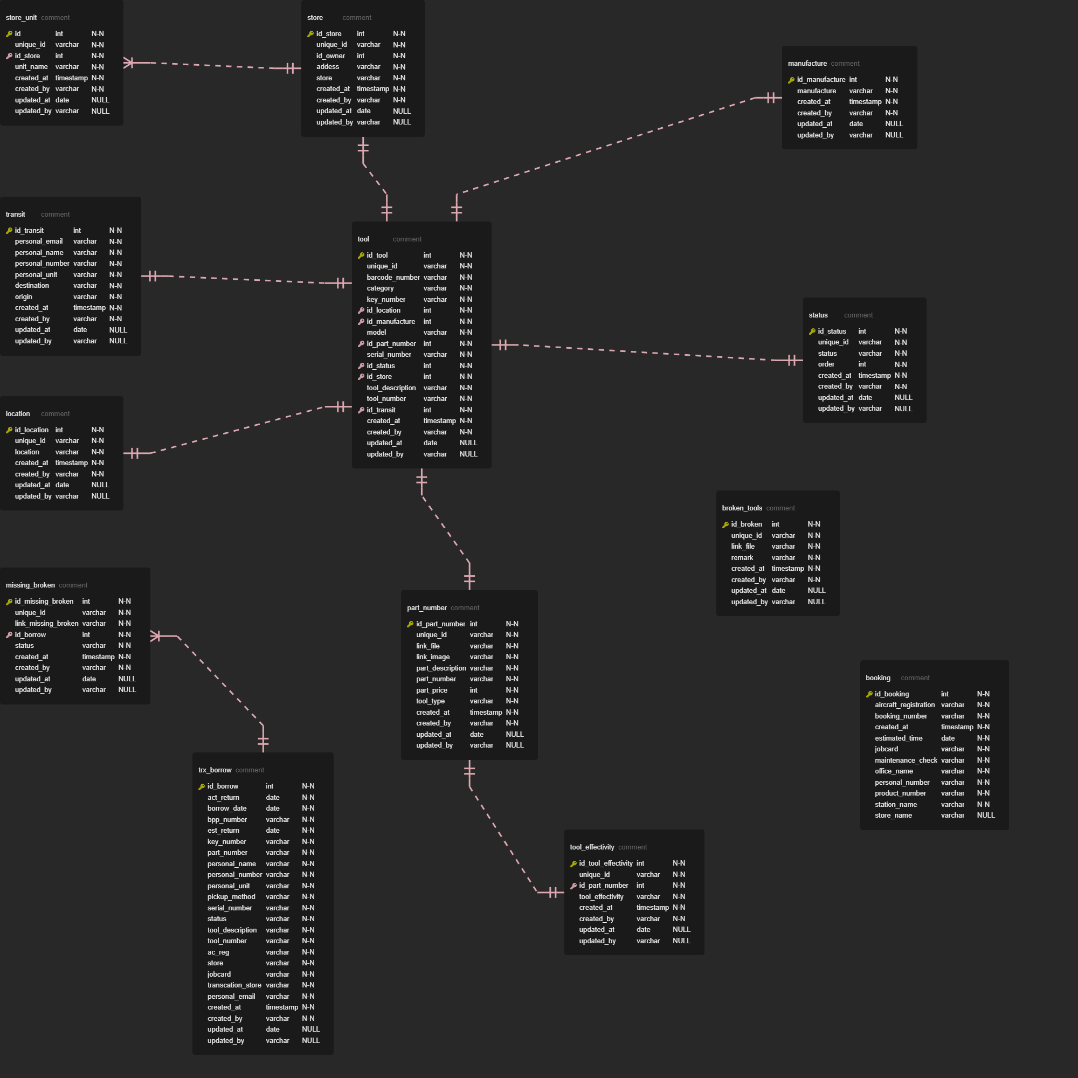 store_unit comment
id int N-N
unique_id varchar N-N
id_store int N-N
unit_name varchar N-N
created_at timestamp N-N
created_by varchar N-N
updated_at date NULL
updated_by varchar NULL
store comment
id_store int N-N
unique_id varchar N-N
id_owner int N-N
addess varchar N-N
store varchar N-N
created_at timestamp N-N
created_by varchar N-N
updated_at date NULL
updated_by varchar NULL
manufacture comment
id_manufacture int N-N
manufacture varchar N-N
created_at timestamp N-N
created_by varchar N-N
updated_at date NULL
updated_by varchar NULL
transit comment
id_transit int N-N
personal_email varchar N-N
personal_name varchar N-N
personal_number varchar N-N
personal_unit varchar N-N
destination varchar N-N
origin varchar N-N
created_at timestamp N-N
created_by varchar N-N
updated_at date NULL
updated_by varchar NULL
tool comment
id_tool int N-N
unique_id varchar N-N
barcode_number varchar N-N
category varchar N-N
key_number varchar N-N
id_location int N-N
id_manufacture int N-N
model varchar N-N
id_part_number int N-N
serial_number varchar N-N
id_status int N-N
id_store int N-N
tool_description varchar N-N
tool_number varchar N-N
id_transit int N-N
created_at timestamp N-N
created_by varchar N-N
updated_at date NULL
updated_by varchar NULL
status comment
id_status int N-N
unique_id varchar N-N
status varchar N-N
order int N-N
created_at timestamp N-N
created_by varchar N-N
updated_at date NULL
updated_by varchar NULL
location comment
id_location int N-N
unique_id varchar N-N
location varchar N-N
created_at timestamp N-N
created_by varchar N-N
updated_at date NULL
updated_by varchar NULL
broken_tools comment
id_broken int N-N
unique_id varchar N-N
link_file varchar N-N
remark varchar N-N
created_at timestamp N-N
created_by varchar N-N
updated_at date NULL
updated_by varchar NULL
missing_broken comment
id_missing_broken int N-N
unique_id varchar N-N
link_missing_broken varchar N-N
id_borrow int N-N
status varchar N-N
created_at timestamp N-N
created_by varchar N-N
updated_at date NULL
updated_by varchar NULL
part_number comment
id_part_number int N-N
unique_id varchar N-N
link_file varchar N-N
link_image varchar N-N
part_description varchar N-N
part_number varchar N-N
part_price int N-N
tool_type varchar N-N
created_at timestamp N-N
created_by varchar N-N
updated_at date NULL
updated_by varchar NULL
booking comment
id_booking int N-N
aircraft_registration varchar N-N
booking_number varchar N-N
created_at timestamp N-N
estimated_time date N-N
jobcard varchar N-N
maintenance_check varchar N-N
office_name varchar N-N
personal_number varchar N-N
product_number varchar N-N
station_name varchar N-N
store_name varchar NULL
trx_borrow comment
id_borrow int N-N
act_return date N-N
borrow_date date N-N
bpp_number varchar N-N
est_return date N-N
key_number varchar N-N
part_number varchar N-N
personal_name varchar N-N
personal_number varchar N-N
personal_unit varchar N-N
pickup_method varchar N-N
serial_number varchar N-N
status varchar N-N
tool_description varchar N-N
tool_number varchar N-N
ac_reg varchar N-N
store varchar N-N
jobcard varchar N-N
transcation_store varchar N-N
personal_email varchar N-N
created_at timestamp N-N
created_by varchar N-N
updated_at date NULL
updated_by varchar NULL
tool_effectivity comment
id_tool_effectivity int N-N
unique_id varchar N-N
id_part_number int N-N
tool_effectivity varchar N-N
created_at timestamp N-N
created_by varchar N-N
updated_at date NULL
updated_by varchar NULL